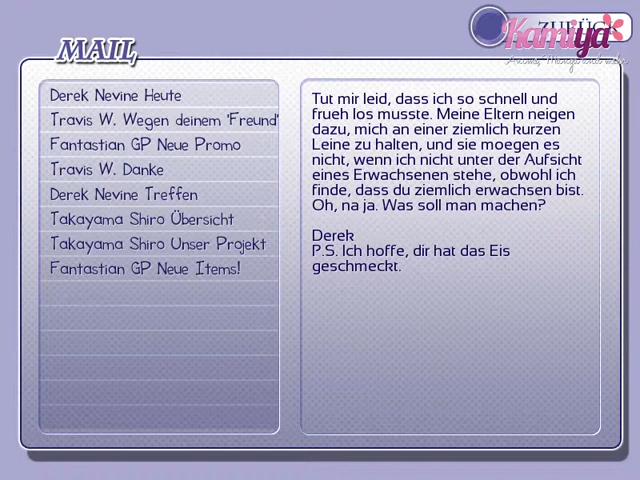 MAIL
ZURÜCK
Kamiya
Anime, Manga und mehr
Derek Nevine Heute
Travis W. Wegen deinem 'Freund'
Fantastian GP Neue Promo
Travis W. Danke
Derek Nevine Treffen
Takayama Shiro Übersicht
Takayama Shiro Unser Projekt
Fantastian GP Neue Items!
Tut mir leid, dass ich so schnell und
frueh los musste. Meine Eltern neigen
dazu, mich an einer ziemlich kurzen
Leine zu halten, und sie moegen es
nicht, wenn ich nicht unter der Aufsicht
eines Erwachsenen stehe, obwohl ich
finde, dass du ziemlich erwachsen bist.
Oh, na ja. Was soll man machen?
Derek
P.S. Ich hoffe, dir hat das Eis
geschmeckt.